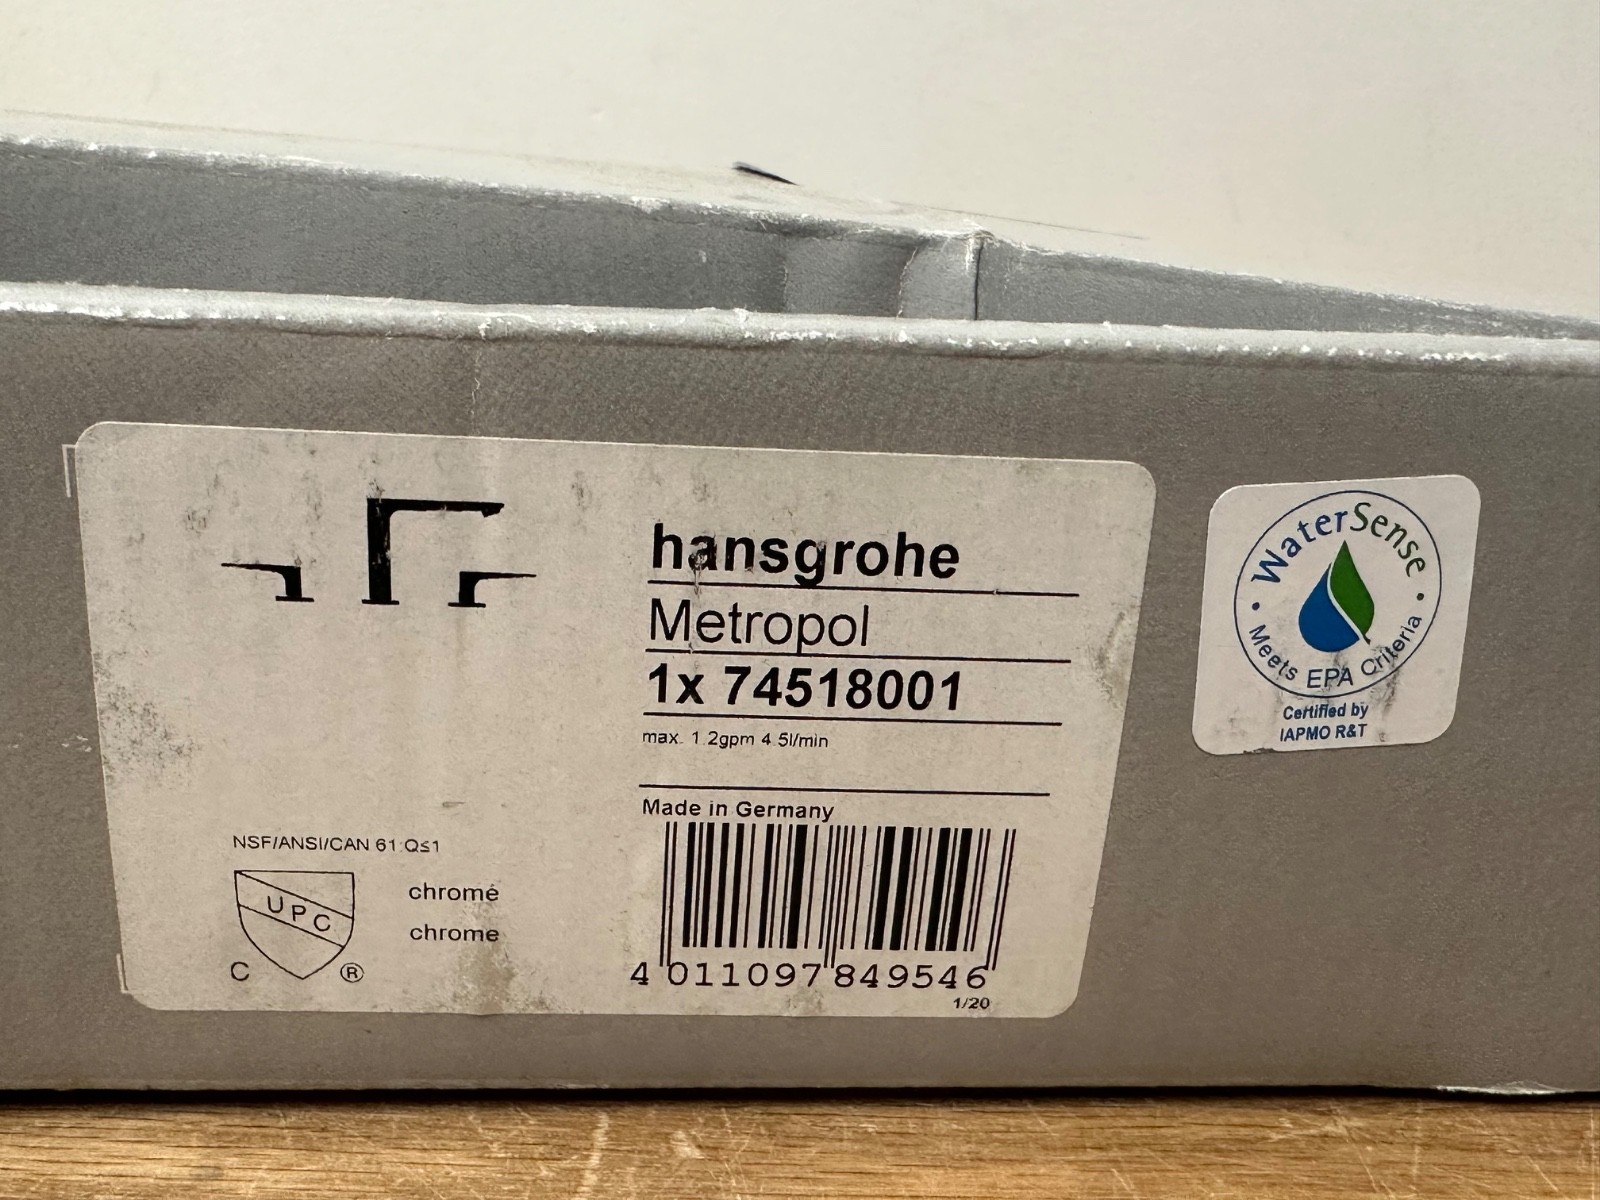 hansgrohe
Metropol
1x 74518001
max. 1.2gpm 4.5l/min
Made in Germany
NSF/ANSI/CAN 61:Q≤1
UPC
C ®
chromé
chrome
4 011097 849546
1/20
WaterSense
Meets EPA Criteria
Certified by
IAPMO R&T